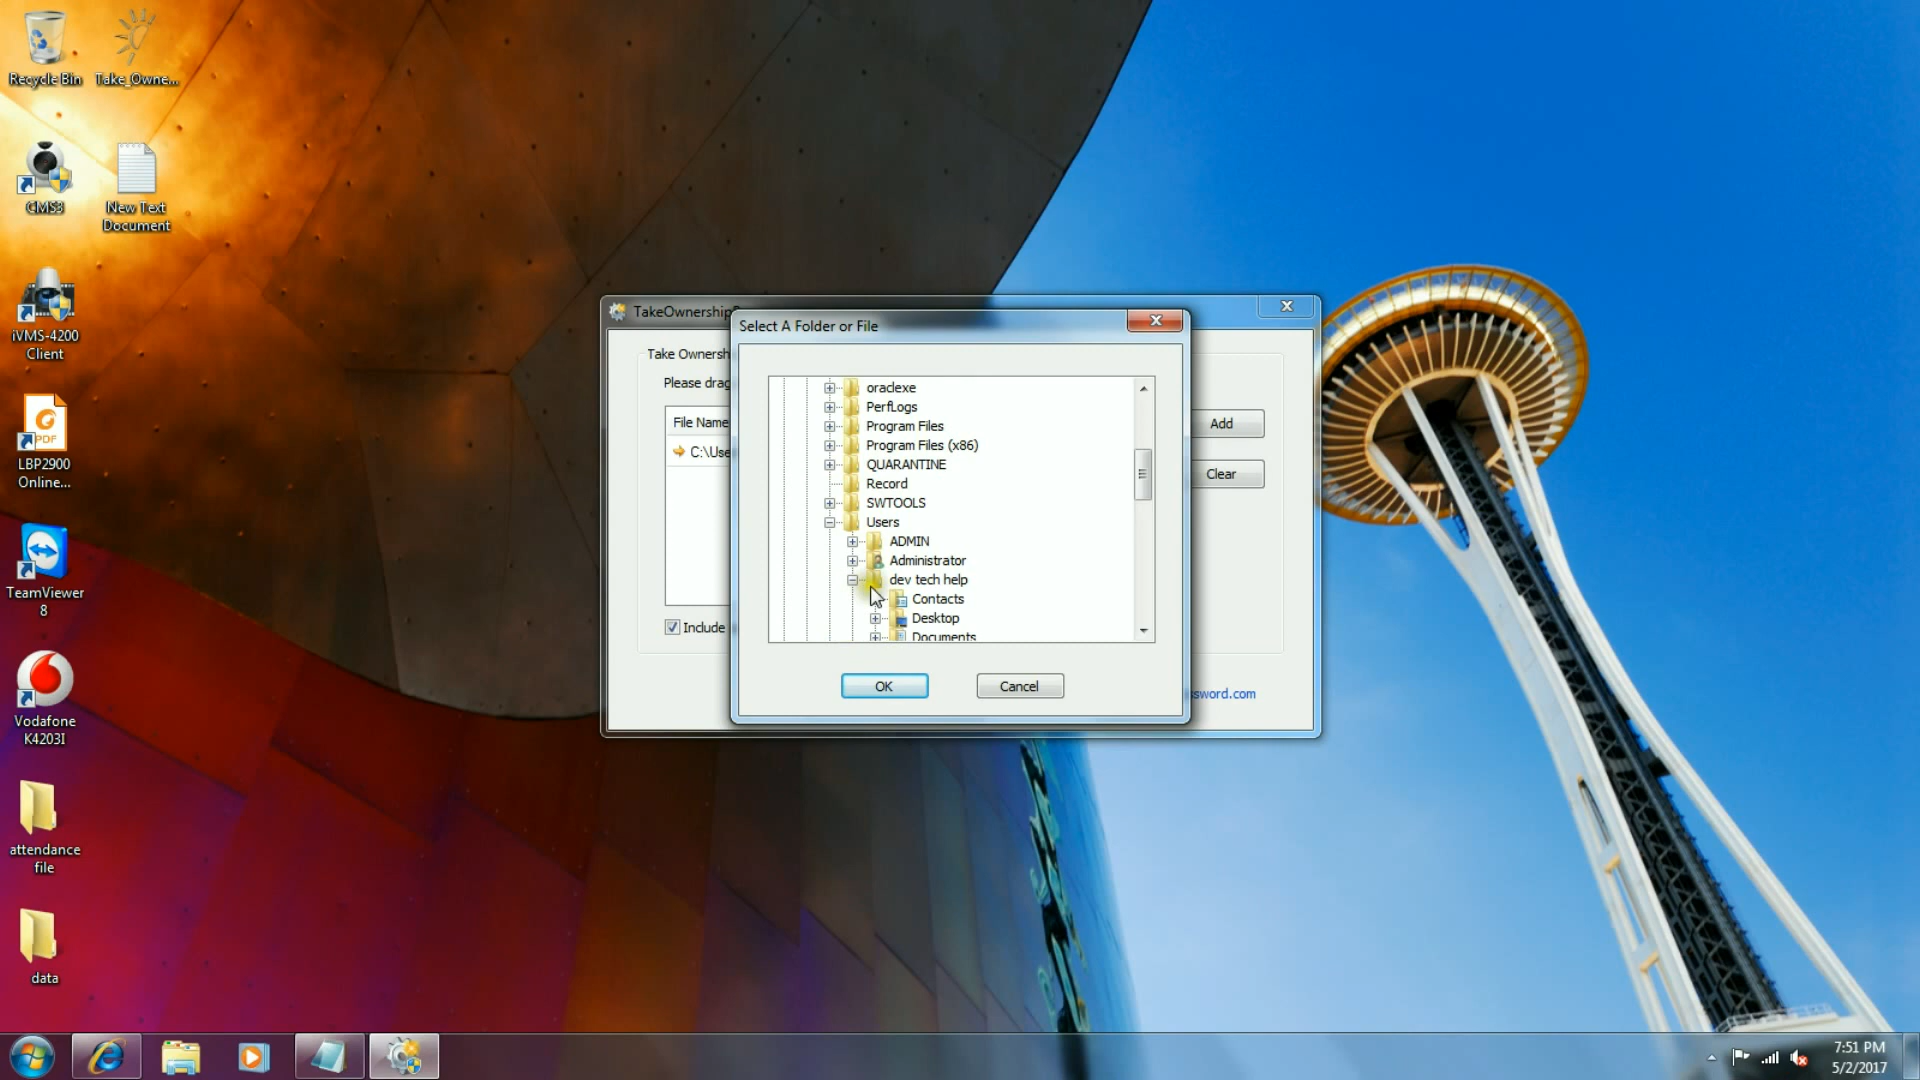 Recycle Bin
Take_Owne...
CMS3
New Text
Document
iVMS-4200
Client
PDF
LBP2900
Online...
TeamViewer
8
Vodafone
K4203I
attendance
file
data
TakeOwnership
Take Ownersh
Please drag
File Name
C:\Use
Include
Add
Clear
sword.com
Select A Folder or File
oraclexe
PerfLogs
Program Files
Program Files (x86)
QUARANTINE
Record
SWTOOLS
Users
ADMIN
Administrator
dev tech help
Contacts
Desktop
Documents
OK
Cancel
7:51 PM
5/2/2017